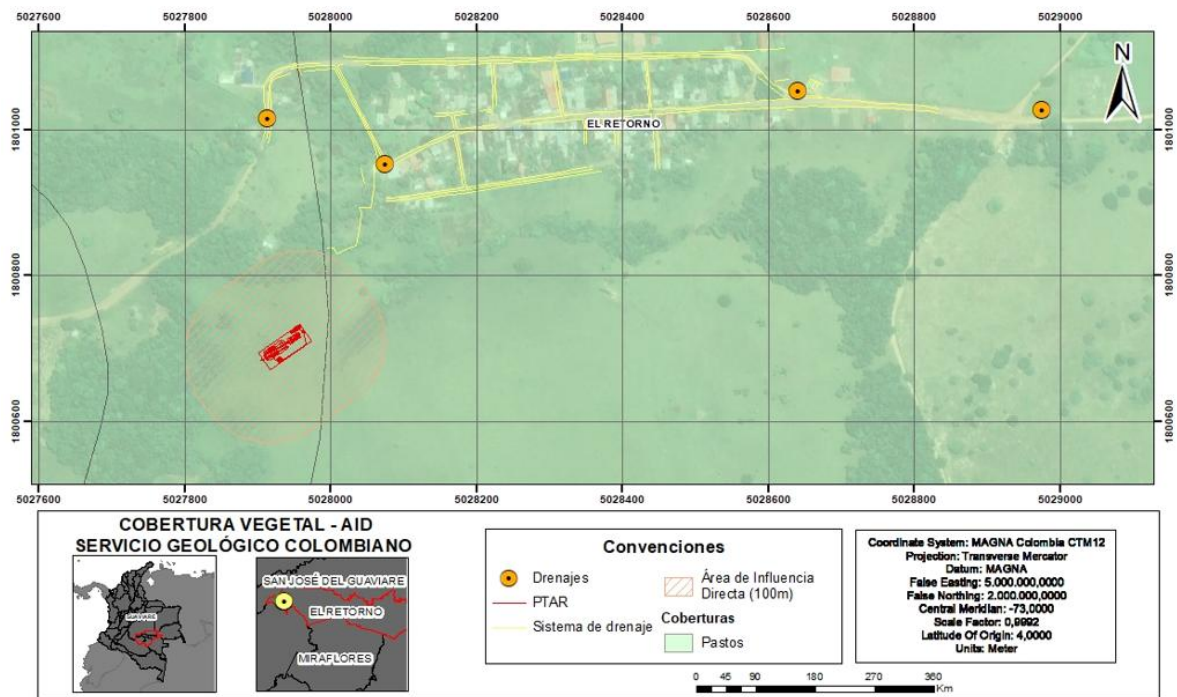 5027600 5027800 5028000 5028200 5028400 5028600 5028800 5029000
N
1801000 1801000
EL RETORNO
1800800 1800800
1800600 1800600
5027600 5027800 5028000 5028200 5028400 5028600 5028800 5029000
COBERTURA VEGETAL - AID
SERVICIO GEOLÓGICO COLOMBIANO
GUAVIARE
SAN JOSÉ DEL GUAVIARE
EL RETORNO
MIRAFLORES
Convenciones
Drenajes
PTAR
Sistema de drenaje
Área de Influencia
Directa (100m)
Coberturas
Pastos
Coordinate System: MAGNA Colombia CTM12
Projection: Transverse Mercator
Datum: MAGNA
False Easting: 5.000.000,0000
False Northing: 2.000.000,0000
Central Meridian: -73,0000
Scale Factor: 0,9992
Latitude Of Origin: 4,0000
Units: Meter
0 45 90 180 270 360
Km